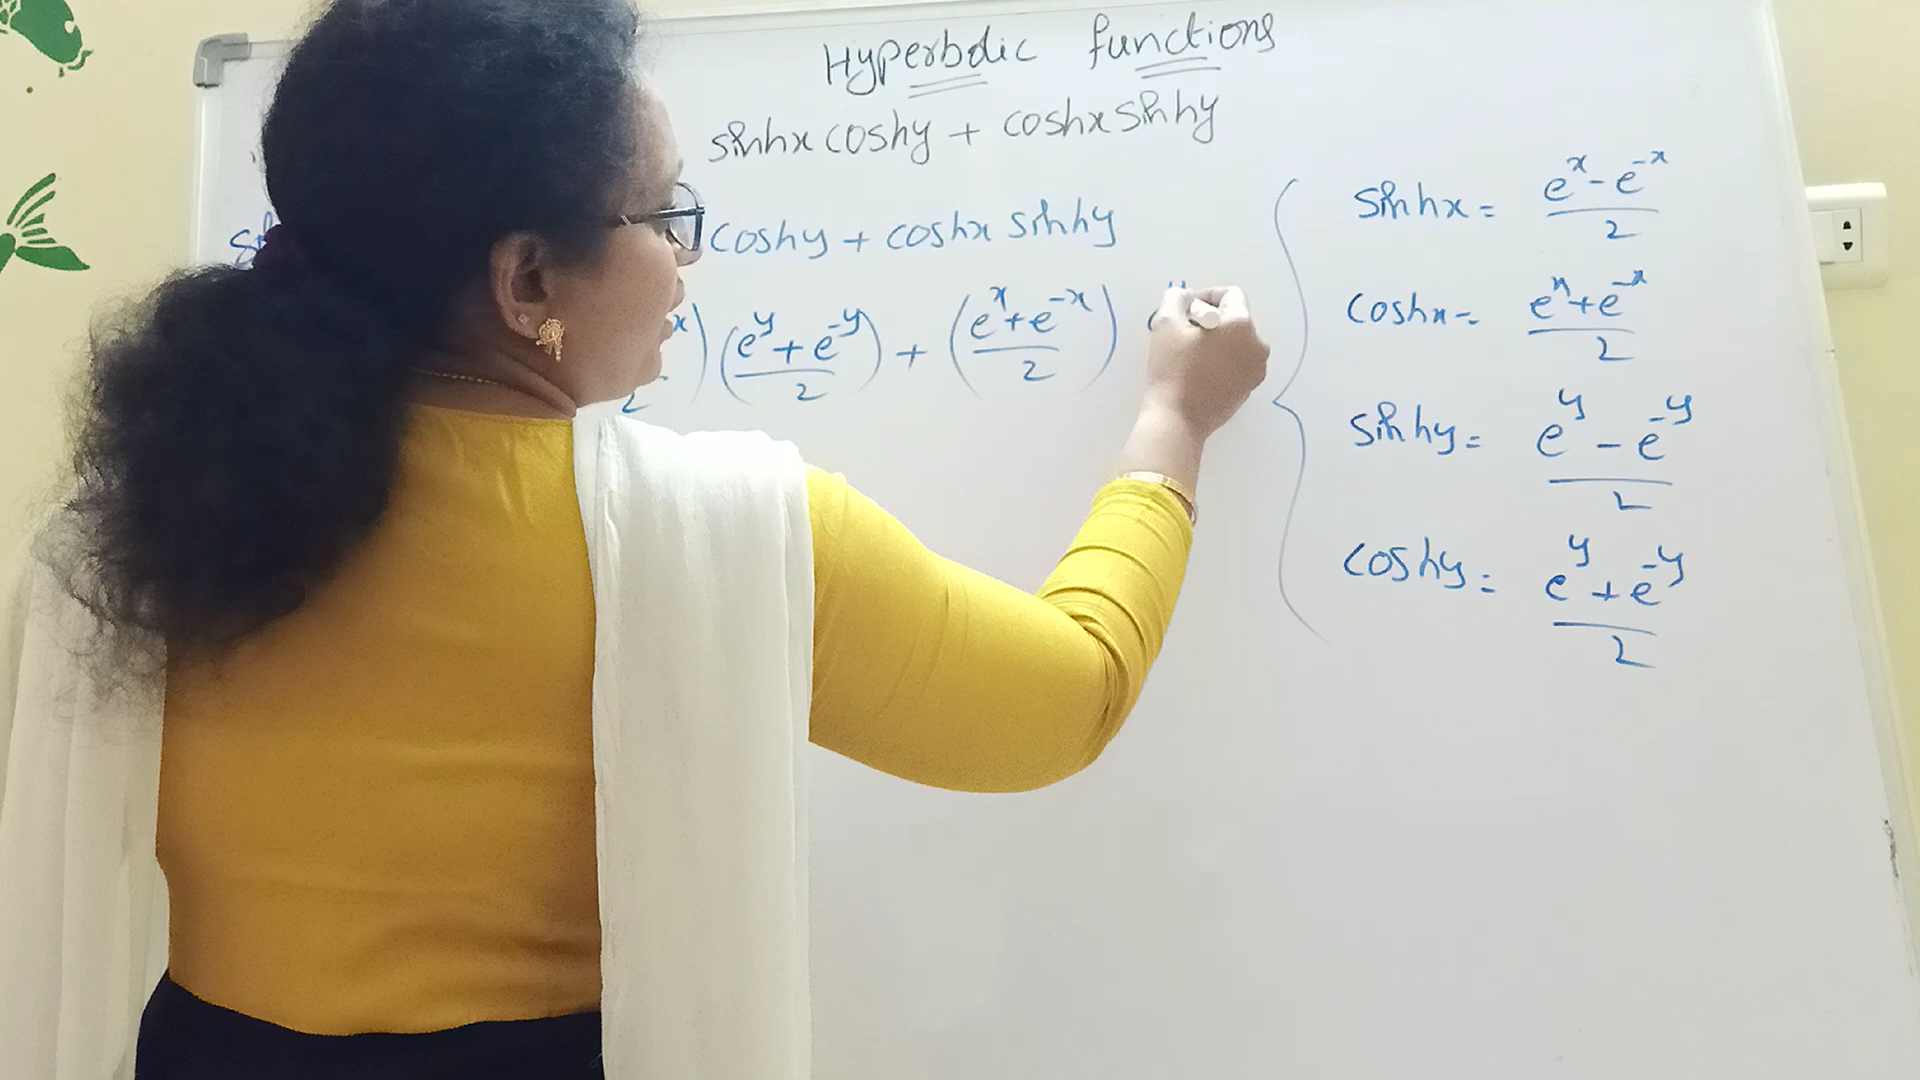 Hyperbolic functions
sinhx coshy + coshx sinhy
coshy + coshx sinhy
x) (e^y + e^-y / 2) + (e^x + e^-x / 2)
2
sinhx = e^x - e^-x / 2
coshx = e^x + e^-x / 2
sinhy = e^y - e^-y / 2
coshy = e^y + e^-y / 2